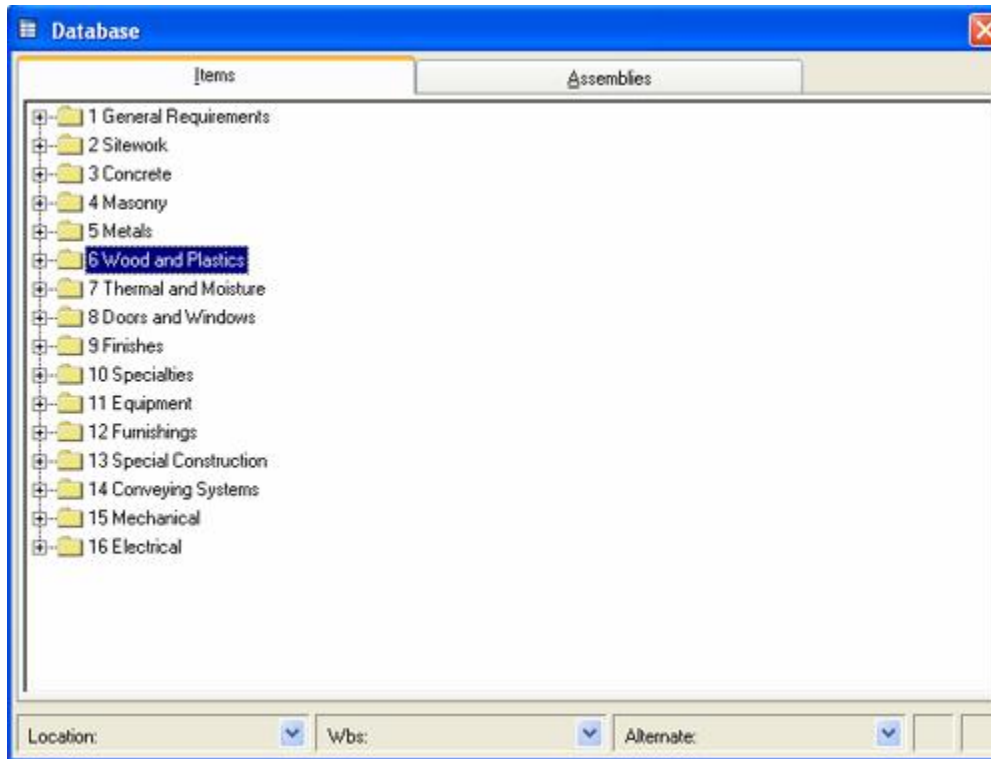 Database
Items Assemblies
1 General Requirements
2 Sitework
3 Concrete
4 Masonry
5 Metals
6 Wood and Plastics
7 Thermal and Moisture
8 Doors and Windows
9 Finishes
10 Specialties
11 Equipment
12 Furnishings
13 Special Construction
14 Conveying Systems
15 Mechanical
16 Electrical
Location: Wbs: Alternate: